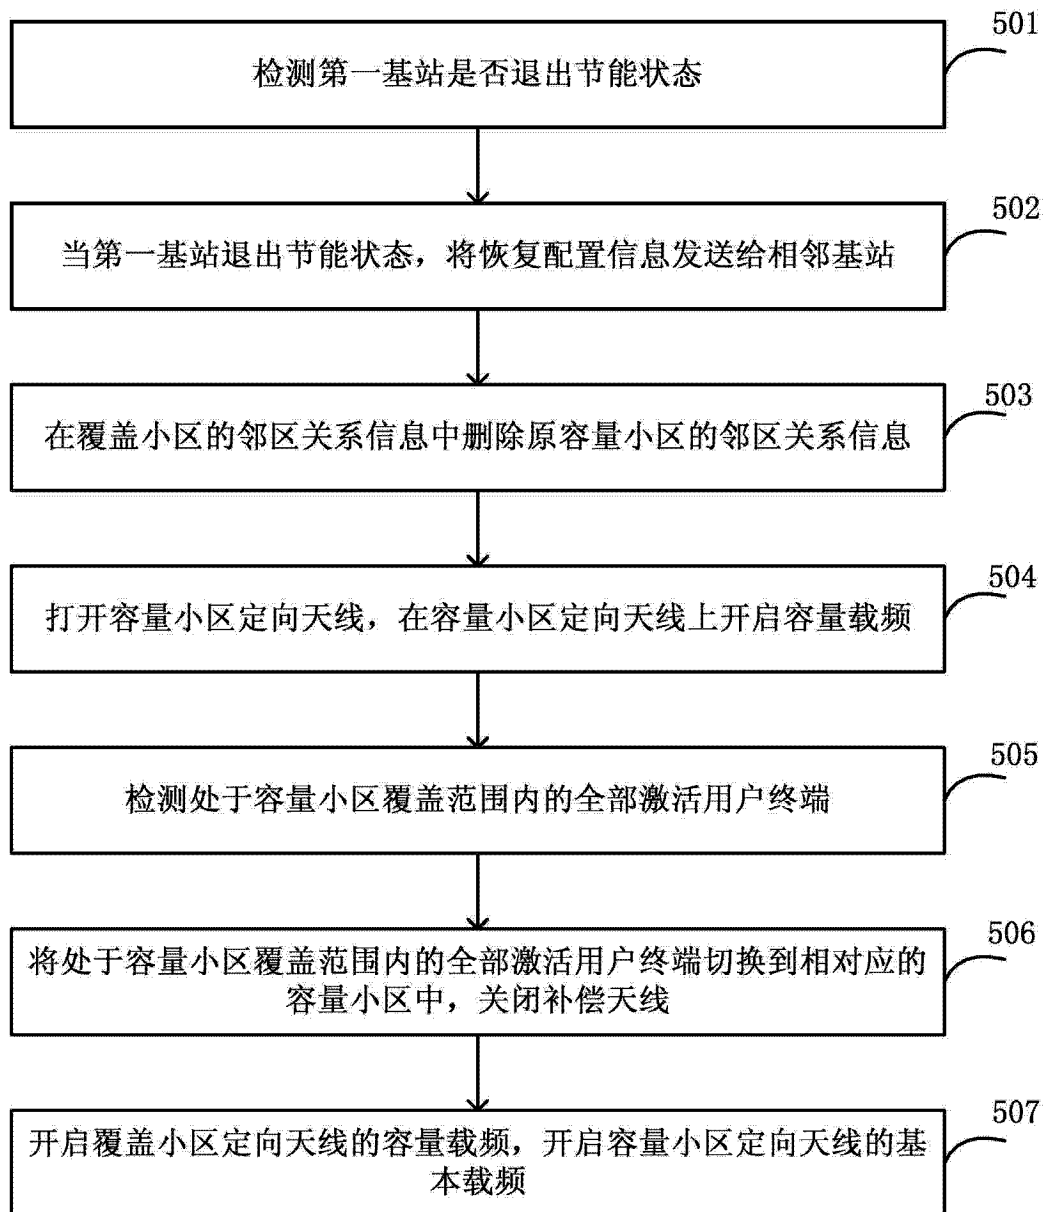 501
检测第一基站是否退出节能状态
502
当第一基站退出节能状态，将恢复配置信息发送给相邻基站
503
在覆盖小区的邻区关系信息中删除原容量小区的邻区关系信息
504
打开容量小区定向天线，在容量小区定向天线上开启容量载频
505
检测处于容量小区覆盖范围内的全部激活用户终端
506
将处于容量小区覆盖范围内的全部激活用户终端切换到相对应的
容量小区中，关闭补偿天线
507
开启覆盖小区定向天线的容量载频，开启容量小区定向天线的基
本载频